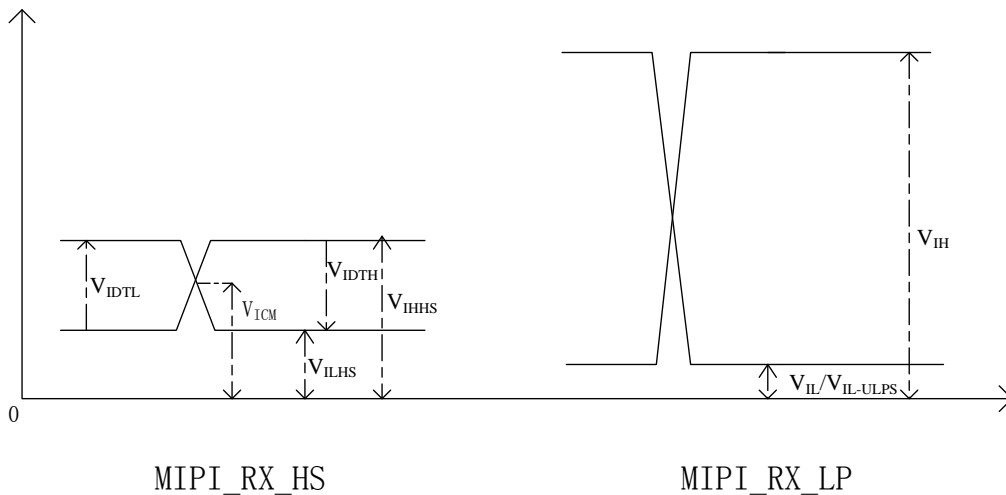 V_IDTL
V_ICM
V_IDTH
V_IHHS
V_ILHS
V_IH
V_IL/V_IL-ULPS
0
MIPI_RX_HS
MIPI_RX_LP